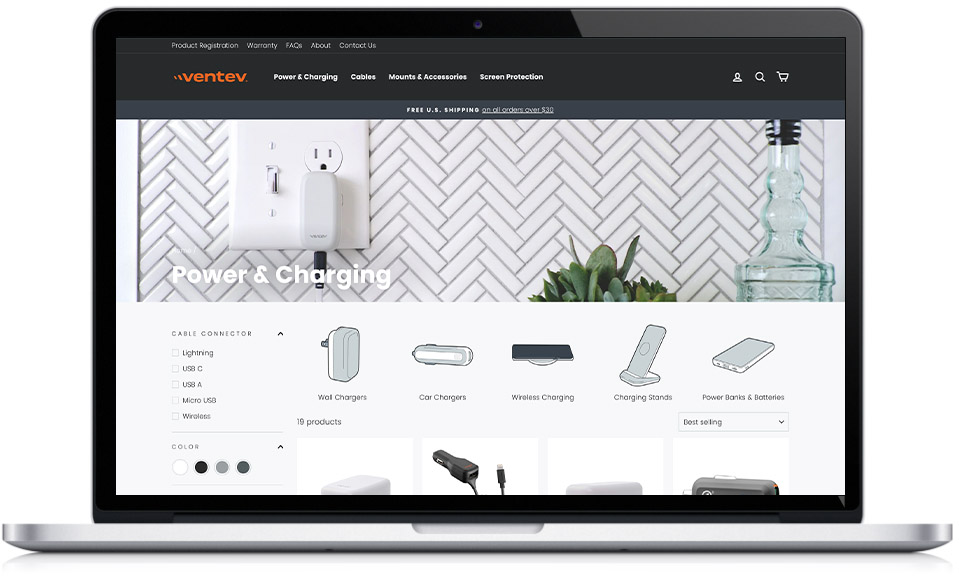 Product Registration Warranty FAQs About Contact Us
ventev
Power & Charging Cables Mounts & Accessories Screen Protection
FREE U.S. SHIPPING on all orders over $30
ventev
Power & Charging
CABLE CONNECTOR
Lightning
USB C
USB A
Micro USB
Wireless
Wall Chargers
Car Chargers
Wireless Charging
Charging Stands
Power Banks & Batteries
19 products
Best selling
COLOR